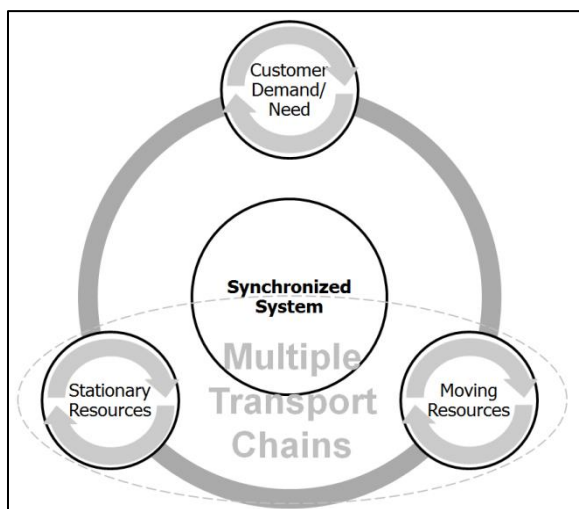 Customer
Demand/
Need
Synchronized
System
Multiple
Transport
Chains
Stationary
Resources
Moving
Resources